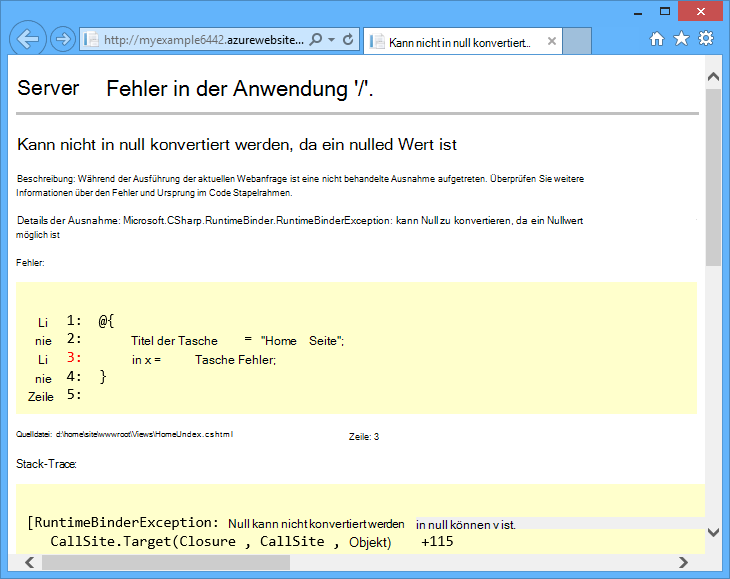 http://myexample6442.azurewebsite...
Kann nicht in null konvertiert...
Server Fehler in der Anwendung '/'.
Kann nicht in null konvertiert werden, da ein nulled Wert ist
Beschreibung: Während der Ausführung der aktuellen Webanfrage ist eine nicht behandelte Ausnahme aufgetreten. Überprüfen Sie weitere
Informationen über den Fehler und Ursprung im Code Stapelrahmen.
Details der Ausnahme: Microsoft.CSharp.RuntimeBinder.RuntimeBinderException: kann Null zu konvertieren, da ein Nullwert
möglich ist
Fehler:
Li 1: @{
nie 2: Titel der Tasche = "Home Seite";
Li 3: in x = Tasche Fehler;
nie 4: }
Zeile 5:
Quelldatei: d:\home\site\wwwroot\Views\Home\Index.cshtml Zeile: 3
Stack-Trace:
[RuntimeBinderException: Null kann nicht konvertiert werden in null können v ist.
CallSite.Target(Closure , CallSite , Objekt) +115